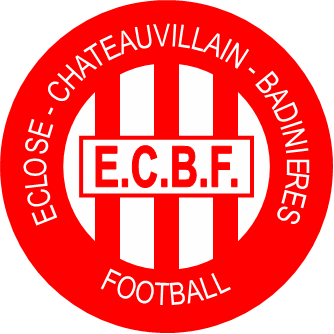 ECLOSE - CHATEAUVILLAIN - BADINIERES
E.C.B.F.
FOOTBALL